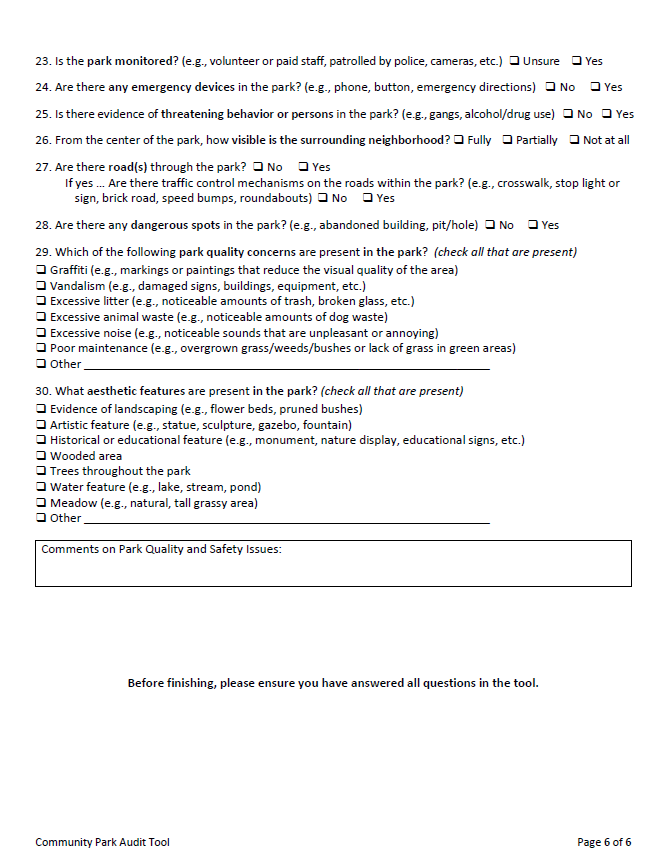 23. Is the park monitored? (e.g., volunteer or paid staff, patrolled by police, cameras, etc.) ❑ Unsure ❑ Yes
24. Are there any emergency devices in the park? (e.g., phone, button, emergency directions) ❑ No ❑ Yes
25. Is there evidence of threatening behavior or persons in the park? (e.g., gangs, alcohol/drug use) ❑ No ❑ Yes
26. From the center of the park, how visible is the surrounding neighborhood? ❑ Fully ❑ Partially ❑ Not at all
27. Are there road(s) through the park? ❑ No ❑ Yes
If yes … Are there traffic control mechanisms on the roads within the park? (e.g., crosswalk, stop light or
sign, brick road, speed bumps, roundabouts) ❑ No ❑ Yes
28. Are there any dangerous spots in the park? (e.g., abandoned building, pit/hole) ❑ No ❑ Yes
29. Which of the following park quality concerns are present in the park? (check all that are present)
❑ Graffiti (e.g., markings or paintings that reduce the visual quality of the area)
❑ Vandalism (e.g., damaged signs, buildings, equipment, etc.)
❑ Excessive litter (e.g., noticeable amounts of trash, broken glass, etc.)
❑ Excessive animal waste (e.g., noticeable amounts of dog waste)
❑ Excessive noise (e.g., noticeable sounds that are unpleasant or annoying)
❑ Poor maintenance (e.g., overgrown grass/weeds/bushes or lack of grass in green areas)
❑ Other
30. What aesthetic features are present in the park? (check all that are present)
❑ Evidence of landscaping (e.g., flower beds, pruned bushes)
❑ Artistic feature (e.g., statue, sculpture, gazebo, fountain)
❑ Historical or educational feature (e.g., monument, nature display, educational signs, etc.)
❑ Wooded area
❑ Trees throughout the park
❑ Water feature (e.g., lake, stream, pond)
❑ Meadow (e.g., natural, tall grassy area)
❑ Other
Comments on Park Quality and Safety Issues:
Before finishing, please ensure you have answered all questions in the tool.
Community Park Audit Tool Page 6 of 6